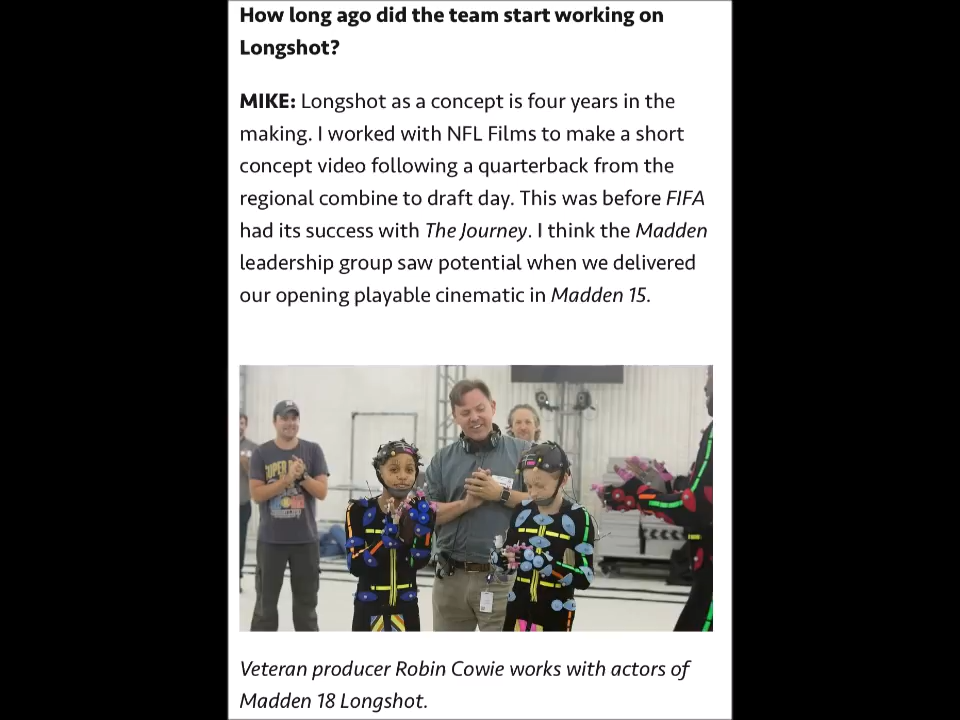 How long ago did the team start working on
Longshot?
MIKE: Longshot as a concept is four years in the
making. I worked with NFL Films to make a short
concept video following a quarterback from the
regional combine to draft day. This was before FIFA
had its success with The Journey. I think the Madden
leadership group saw potential when we delivered
our opening playable cinematic in Madden 15.
SUPER
Veteran producer Robin Cowie works with actors of
Madden 18 Longshot.